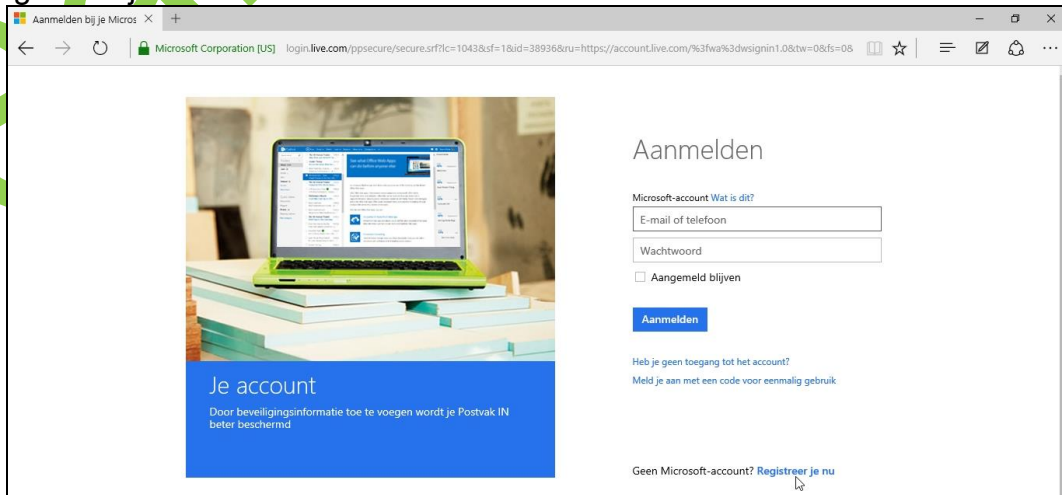 Aanmelden bij je Micros
Microsoft Corporation [US] login.live.com/ppsecure/secure.srf?lc=1043&sf=1&id=38936&ru=https://account.live.com/%3fwa%3dwsignin1.0&tw=0&fs=0&
Aanmelden
Microsoft-account Wat is dit?
E-mail of telefoon
Wachtwoord
Aangemeld blijven
Aanmelden
Heb je geen toegang tot het account?
Meld je aan met een code voor eenmalig gebruik
Je account
Door beveiligingsinformatie toe te voegen wordt je Postvak IN
beter beschermd
Geen Microsoft-account? Registreer je nu